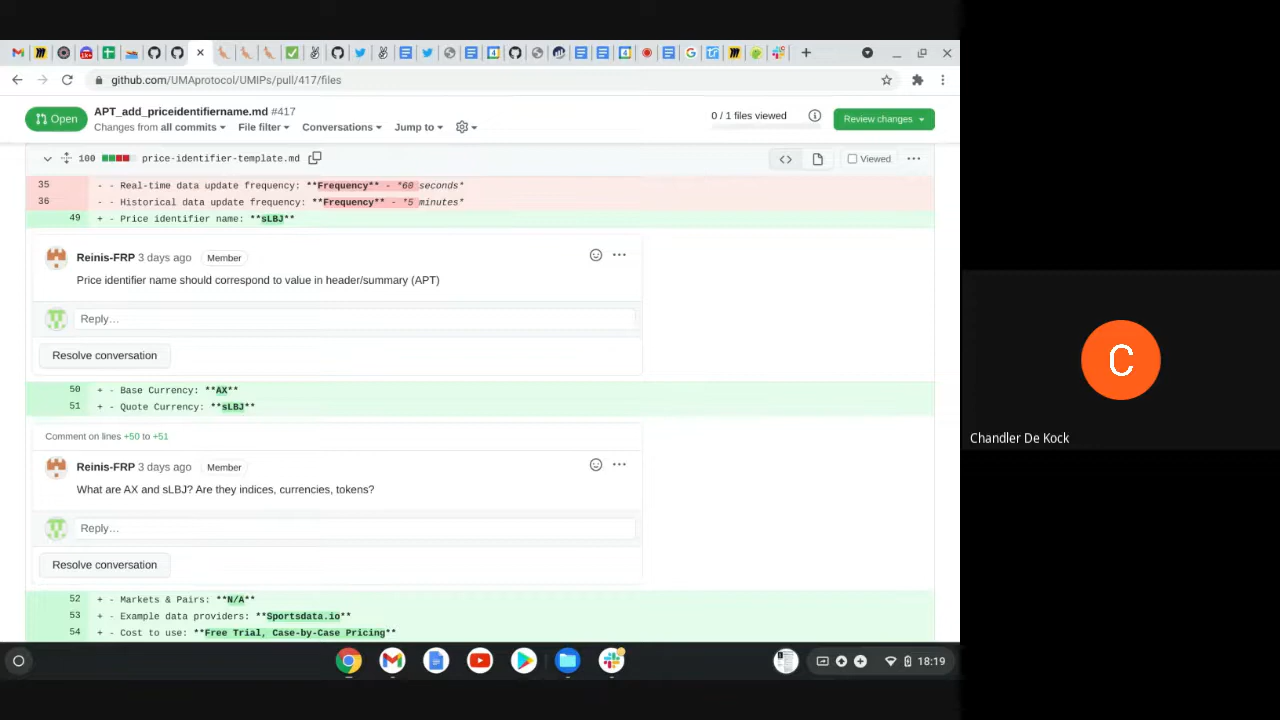 github.com/UMAprotocol/UMIPs/pull/417/files
Open
APT_add_priceidentifiername.md #417
Changes from all commits
File filter
Conversations
Jump to
0 / 1 files viewed
Review changes
100
price-identifier-template.md
Viewed
35 - - Real-time data update frequency: **Frequency** - *60 seconds*
36 - - Historical data update frequency: **Frequency** - *5 minutes*
49 + - Price identifier name: **sLBJ**
Reinis-FRP 3 days ago Member
Price identifier name should correspond to value in header/summary (APT)
Reply...
Resolve conversation
50 + - Base Currency: **AX**
51 + - Quote Currency: **sLBJ**
Comment on lines +50 to +51
Reinis-FRP 3 days ago Member
What are AX and sLBJ? Are they indices, currencies, tokens?
Reply...
Resolve conversation
52 + - Markets & Pairs: **N/A**
53 + - Example data providers: **Sportsdata.io**
54 + - Cost to use: **Free Trial, Case-by-Case Pricing**
18:19
C
Chandler De Kock